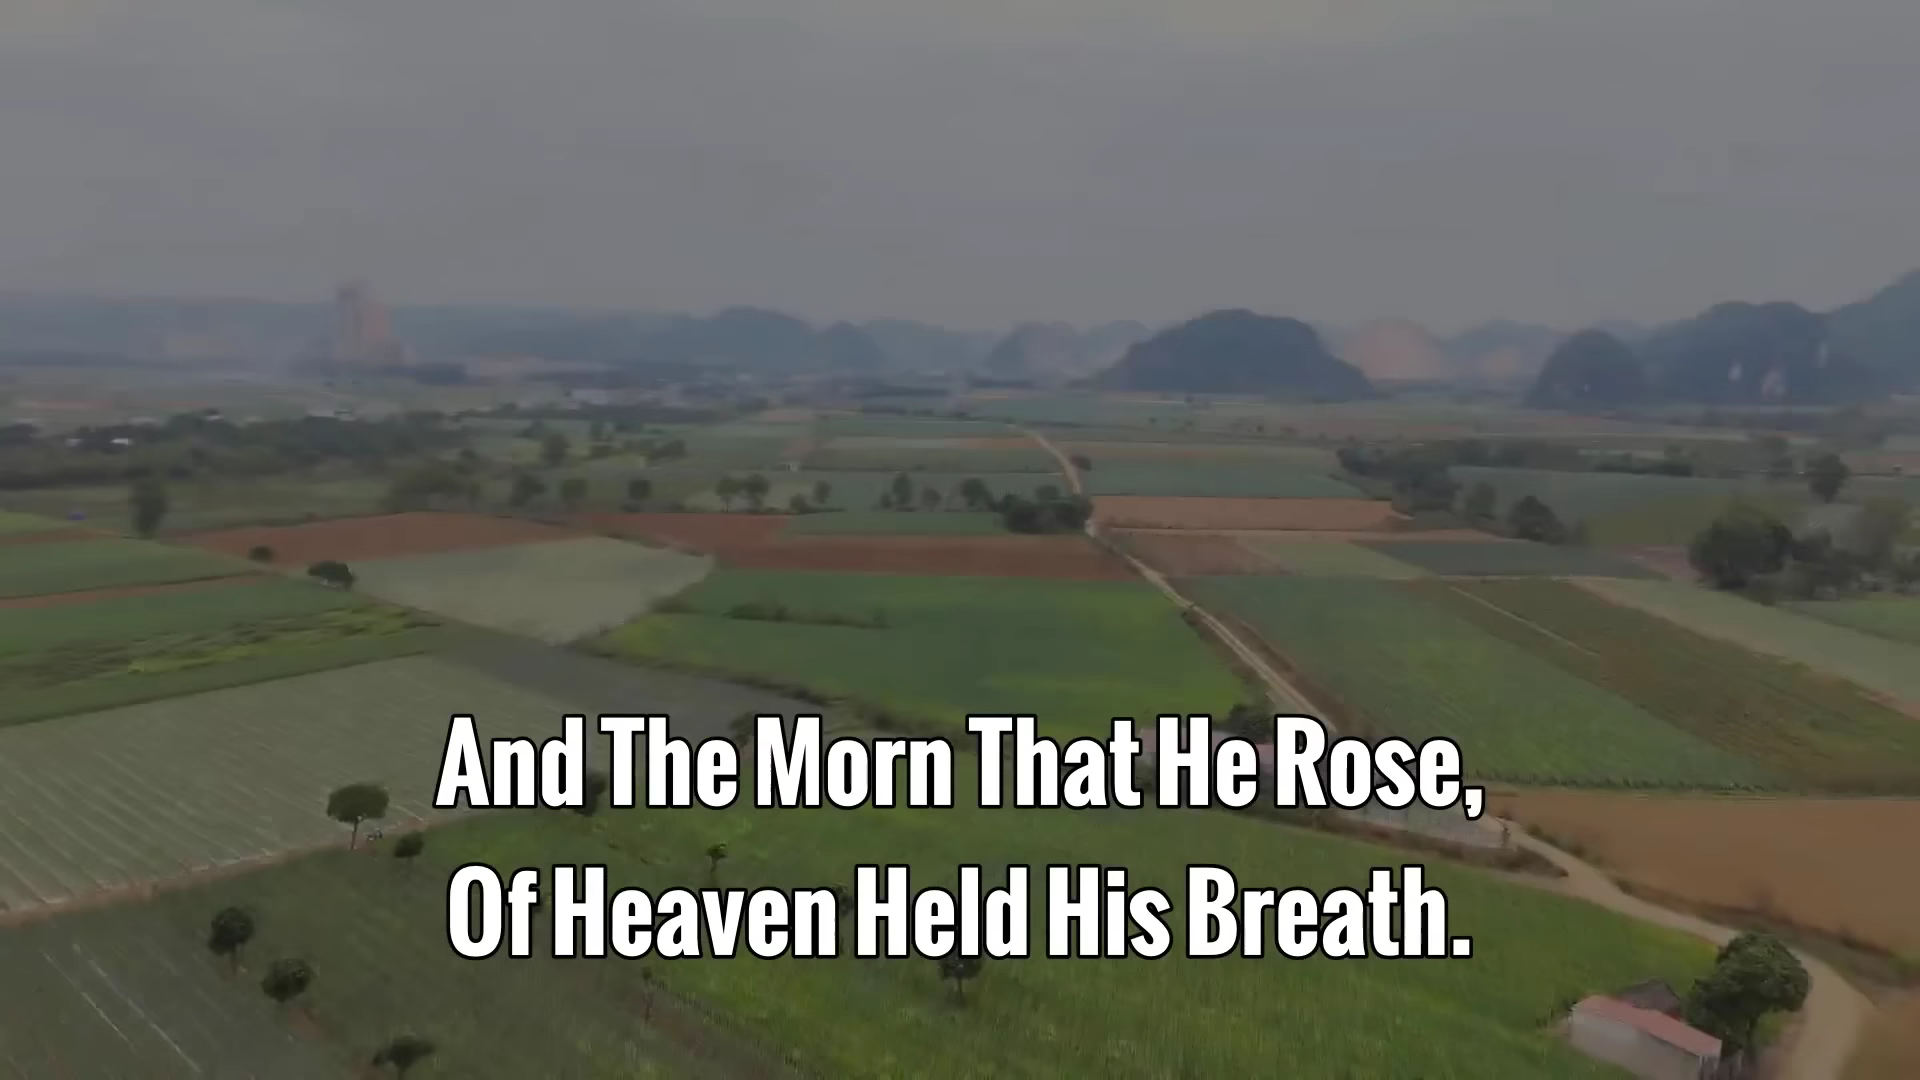 And The Morn That He Rose,
Of Heaven Held His Breath.